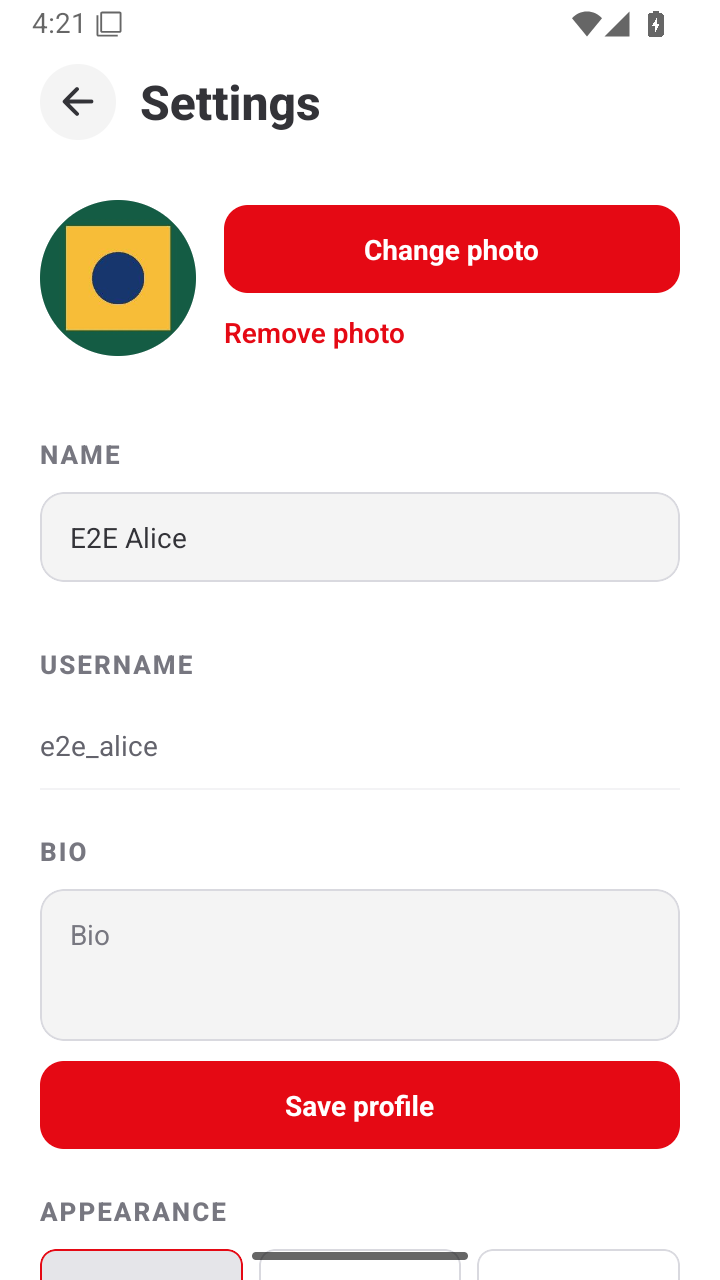 4:21
Settings
Change photo
Remove photo
NAME
E2E Alice
USERNAME
e2e_alice
BIO
Bio
Save profile
APPEARANCE